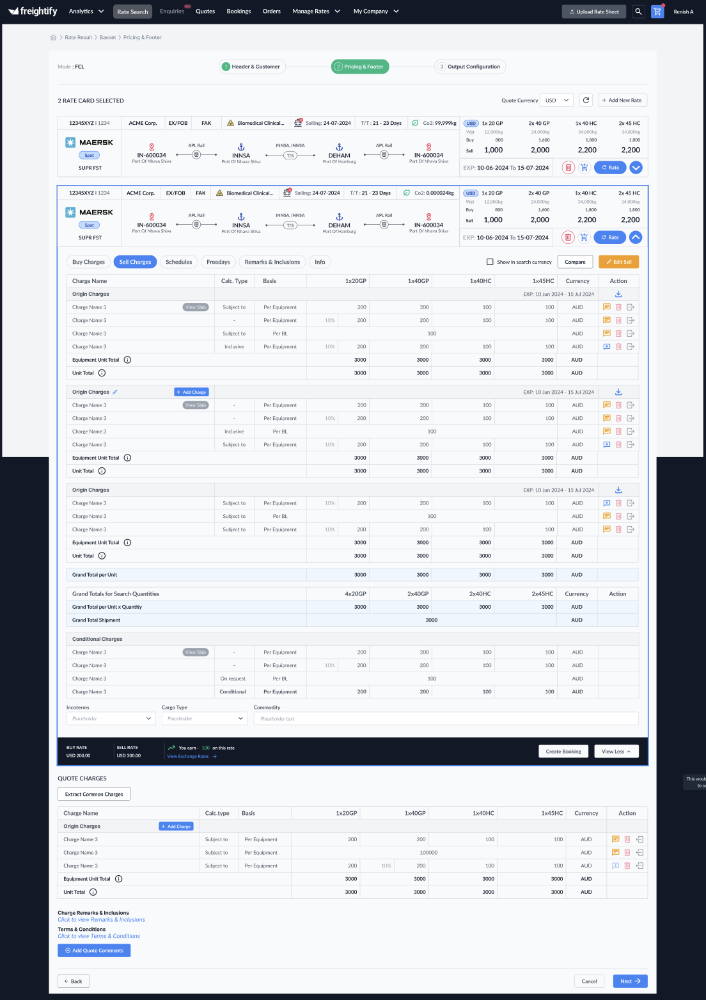 freightify Analytics Rate Search Enquiries Quotes Bookings Orders Manage Rates My Company Upload Rate Sheet Renish A
Rate Result Basket Pricing & Footer
Mode : FCL 1 Header & Customer 2 Pricing & Footer 3 Output Configuration
2 RATE CARD SELECTED Quote Currency USD + Add New Rate
12345XYZ I 1234 ACME Corp. EX/FOB FAK Biomedical Clinical... Sailing: 24-07-2024 T/T : 21 - 23 Days Co2: 99,999kg USD 1x 20 GP 2x 40 GP 1x 40 HC 2x 45 HC
Wgt 12,000kg 24,000kg 34,000kg 34,000kg
MAERSK Buy 800 1,600 1,800 1,800
APL Rail INNSA, INNSA APL Rail
Spot IN-600034 INNSA T/S DEHAM IN-600034 Sell 1,000 2,000 2,200 2,200
Port Of Nhava Shiva Port Of Nhava Shiva Port Of Hamburg Port Of Nhava Shiva
SUPR FST EXP: 10-06-2024 To 15-07-2024 Rate
12345XYZ I 1234 ACME Corp. EX/FOB FAK Biomedical Clinical... Sailing: 24-07-2024 T/T : 21 - 23 Days Co2: 0.000024kg USD 1x 20 GP 2x 40 GP 1x 40 HC 2x 45 HC
Wgt 12,000kg 24,000kg 34,000kg 34,000kg
MAERSK Buy 800 1,600 1,800 1,800
APL Rail INNSA, INNSA APL Rail
Spot IN-600034 INNSA T/S DEHAM IN-600034 Sell 1,000 2,000 2,200 2,200
Port Of Nhava Shiva Port Of Nhava Shiva Port Of Hamburg Port Of Nhava Shiva
SUPR FST EXP: 10-06-2024 To 15-07-2024 Rate
Buy Charges Sell Charges Schedules Freedays Remarks & Inclusions Info Show in search currency Compare Edit Sell
Charge Name Calc. Type Basis 1x20GP 1x40GP 1x40HC 1x45HC Currency Action
Origin Charges EXP: 10 Jun 2024 - 15 Jul 2024
Charge Name 3 View Slab Subject to Per Equipment 200 200 100 100 AUD
Charge Name 3 - Per Equipment 10% 200 200 100 100 AUD
Charge Name 3 Subject to Per BL 100 AUD
Charge Name 3 Inclusive Per Equipment 10% 200 200 100 100 AUD
Equipment Unit Total 3000 3000 3000 3000 AUD
Unit Total 3000 3000 3000 3000 AUD
Origin Charges + Add Charge EXP: 10 Jun 2024 - 15 Jul 2024
Charge Name 3 View Slab - Per Equipment 200 200 100 100 AUD
Charge Name 3 - Per Equipment 10% 200 200 100 100 AUD
Charge Name 3 Inclusive Per BL 100 AUD
Charge Name 3 Subject to Per Equipment 10% 200 200 100 100 AUD
Equipment Unit Total 3000 3000 3000 3000 AUD
Unit Total 3000 3000 3000 3000 AUD
Origin Charges EXP: 10 Jun 2024 - 15 Jul 2024
Charge Name 3 Subject to Per Equipment 10% 200 200 100 100 AUD
Charge Name 3 Subject to Per BL 100 AUD
Charge Name 3 Subject to Per Equipment 10% 200 200 100 100 AUD
Equipment Unit Total 3000 3000 3000 3000 AUD
Unit Total 3000 3000 3000 3000 AUD
Grand Total per Unit 3000 3000 3000 3000 AUD
Grand Totals for Search Quantities 4x20GP 2x40GP 2x40HC 2x45HC Currency Action
Grand Total per Unit x Quantity 3000 3000 3000 3000 AUD
Grand Total Shipment 3000 AUD
Conditional Charges
Charge Name 3 View Slab - Per Equipment 200 200 100 100 AUD
Charge Name 3 - Per Equipment 10% 200 200 100 100 AUD
Charge Name 3 On request Per BL 100 AUD
Charge Name 3 Conditional Per Equipment 200 200 100 100 AUD
Incoterms Cargo Type Commodity
Placeholder Placeholder Placeholder text
BUY RATE SELL RATE You earn - 100 on this rate
USD 200.00 USD 300.00 View Exchange Rates Create Booking View Less
QUOTE CHARGES
This would
to co
Extract Common Charges
Charge Name Calc.type Basis 1x20GP 1x40GP 1x40HC 1x45HC Currency Action
Origin Charges + Add Charge
Charge Name 3 Subject to Per Equipment 200 200 100 100 AUD
Charge Name 3 Subject to Per Equipment 100000 AUD
Charge Name 3 Subject to Per Equipment 200 10% 200 100 100 AUD
Equipment Unit Total 3000 3000 3000 3000 AUD
Unit Total 3000 3000 3000 3000 AUD
Charge Remarks & Inclusions
Click to view Remarks & Inclusions
Terms & Conditions
Click to view Terms & Conditions
Add Quote Comments
Back Cancel Next